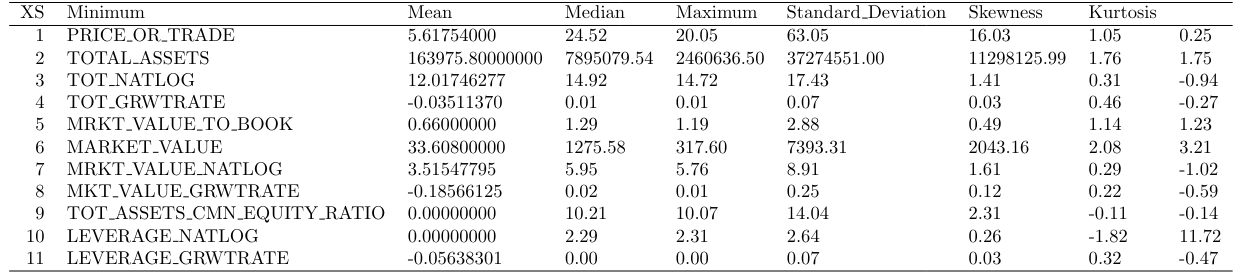 XS Minimum Mean Median Maximum Standard_Deviation Skewness Kurtosis
1 PRICE_OR_TRADE 5.61754000 24.52 20.05 63.05 16.03 1.05 0.25
2 TOTAL_ASSETS 163975.80000000 7895079.54 2460636.50 37274551.00 11298125.99 1.76 1.75
3 TOT_NATLOG 12.01746277 14.92 14.72 17.43 1.41 0.31 -0.94
4 TOT_GRWTRATE -0.03511370 0.01 0.01 0.07 0.03 0.46 -0.27
5 MRKT_VALUE_TO_BOOK 0.66000000 1.29 1.19 2.88 0.49 1.14 1.23
6 MARKET_VALUE 33.60800000 1275.58 317.60 7393.31 2043.16 2.08 3.21
7 MRKT_VALUE_NATLOG 3.51547795 5.95 5.76 8.91 1.61 0.29 -1.02
8 MKT_VALUE_GRWTRATE -0.18566125 0.02 0.01 0.25 0.12 0.22 -0.59
9 TOT_ASSETS_CMN_EQUITY_RATIO 0.00000000 10.21 10.07 14.04 2.31 -0.11 -0.14
10 LEVERAGE_NATLOG 0.00000000 2.29 2.31 2.64 0.26 -1.82 11.72
11 LEVERAGE_GRWTRATE -0.05638301 0.00 0.00 0.07 0.03 0.32 -0.47